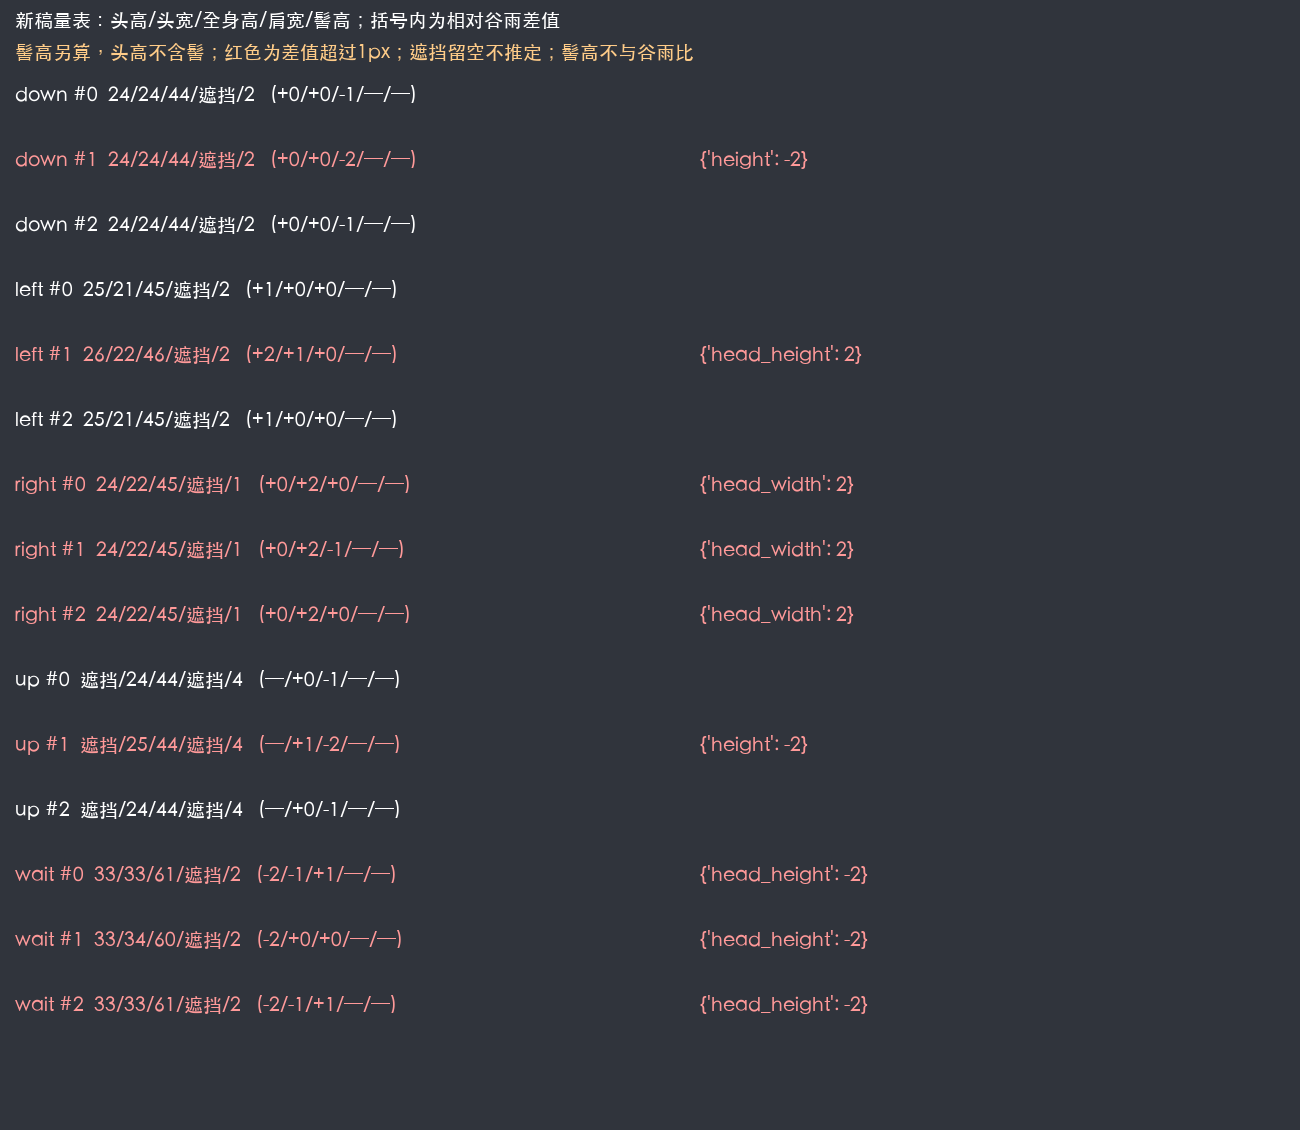 新稿量表：头高/头宽/全身高/肩宽/髻高；括号内为相对谷雨差值
髻高另算，头高不含髻；红色为差值超过1px；遮挡留空不推定；髻高不与谷雨比
down #0  24/24/44/遮挡/2   (+0/+0/-1/—/—)
down #1  24/24/44/遮挡/2   (+0/+0/-2/—/—)  {'height': -2}
down #2  24/24/44/遮挡/2   (+0/+0/-1/—/—)
left #0  25/21/45/遮挡/2   (+1/+0/+0/—/—)
left #1  26/22/46/遮挡/2   (+2/+1/+0/—/—)  {'head_height': 2}
left #2  25/21/45/遮挡/2   (+1/+0/+0/—/—)
right #0  24/22/45/遮挡/1   (+0/+2/+0/—/—)  {'head_width': 2}
right #1  24/22/45/遮挡/1   (+0/+2/-1/—/—)  {'head_width': 2}
right #2  24/22/45/遮挡/1   (+0/+2/+0/—/—)  {'head_width': 2}
up #0  遮挡/24/44/遮挡/4   (—/+0/-1/—/—)
up #1  遮挡/25/44/遮挡/4   (—/+1/-2/—/—)  {'height': -2}
up #2  遮挡/24/44/遮挡/4   (—/+0/-1/—/—)
wait #0  33/33/61/遮挡/2   (-2/-1/+1/—/—)  {'head_height': -2}
wait #1  33/34/60/遮挡/2   (-2/+0/+0/—/—)  {'head_height': -2}
wait #2  33/33/61/遮挡/2   (-2/-1/+1/—/—)  {'head_height': -2}